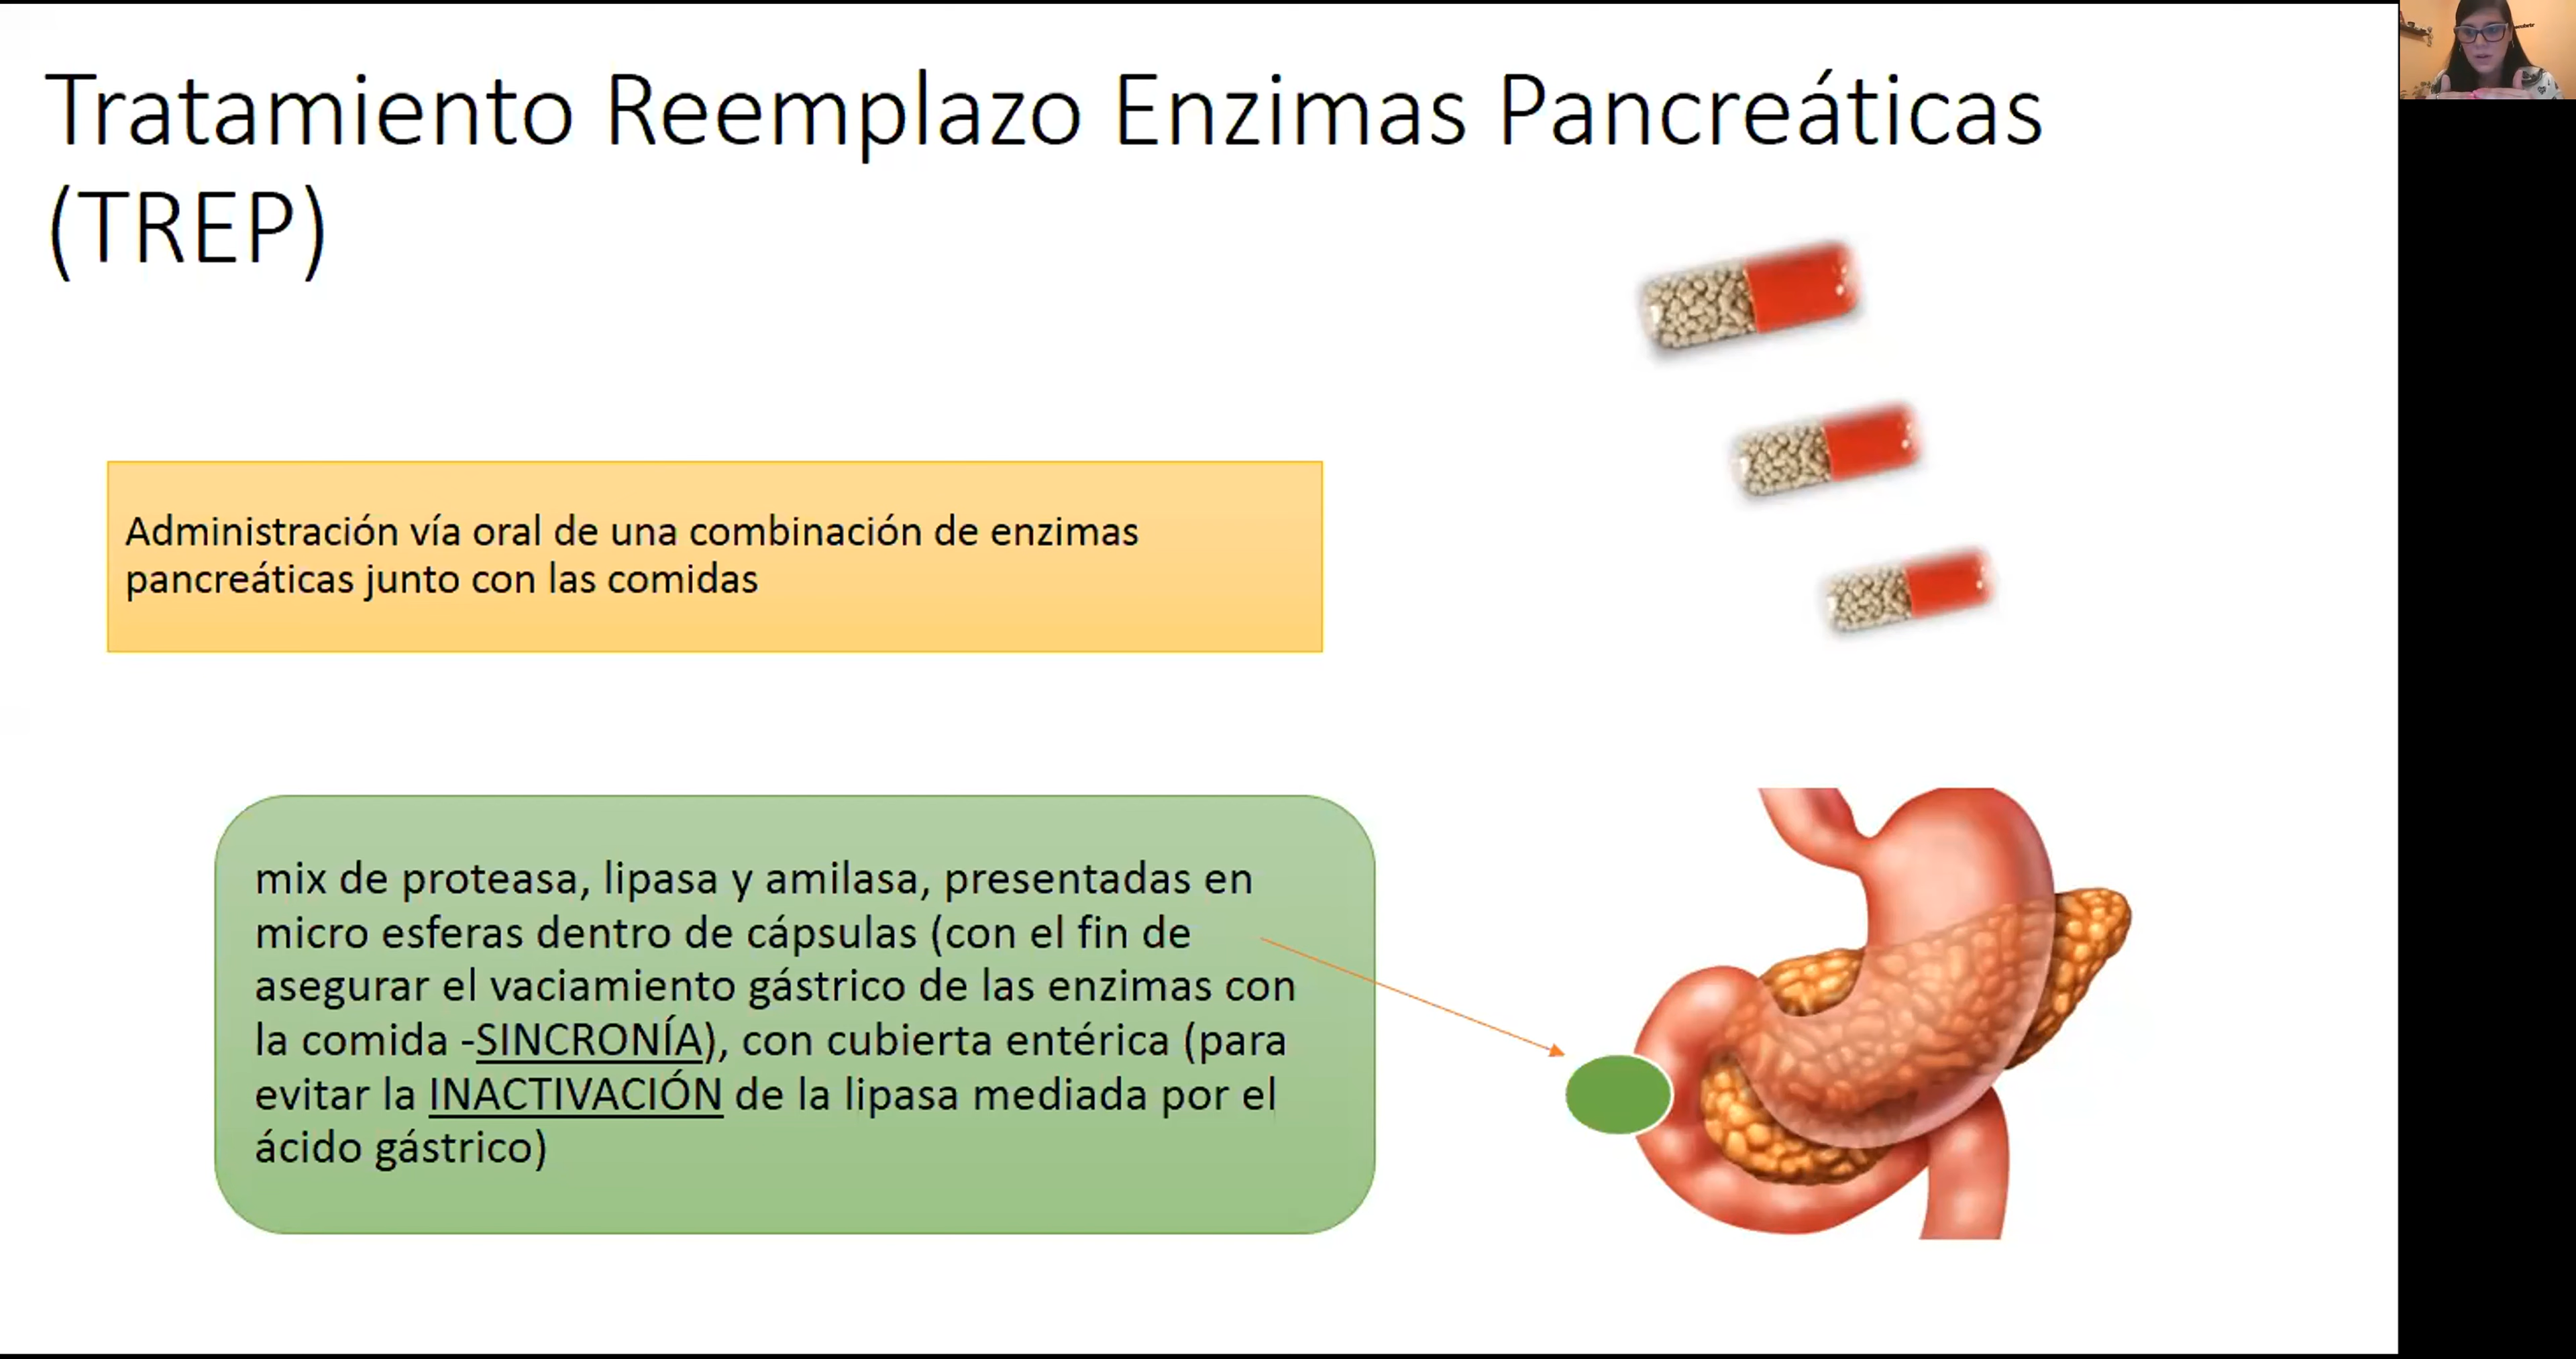 Tratamiento Reemplazo Enzimas Pancreáticas
(TREP)
Administración vía oral de una combinación de enzimas
pancreáticas junto con las comidas
mix de proteasa, lipasa y amilasa, presentadas en
micro esferas dentro de cápsulas (con el fin de
asegurar el vaciamiento gástrico de las enzimas con
la comida -SINCRONÍA), con cubierta entérica (para
evitar la INACTIVACIÓN de la lipasa mediada por el
ácido gástrico)